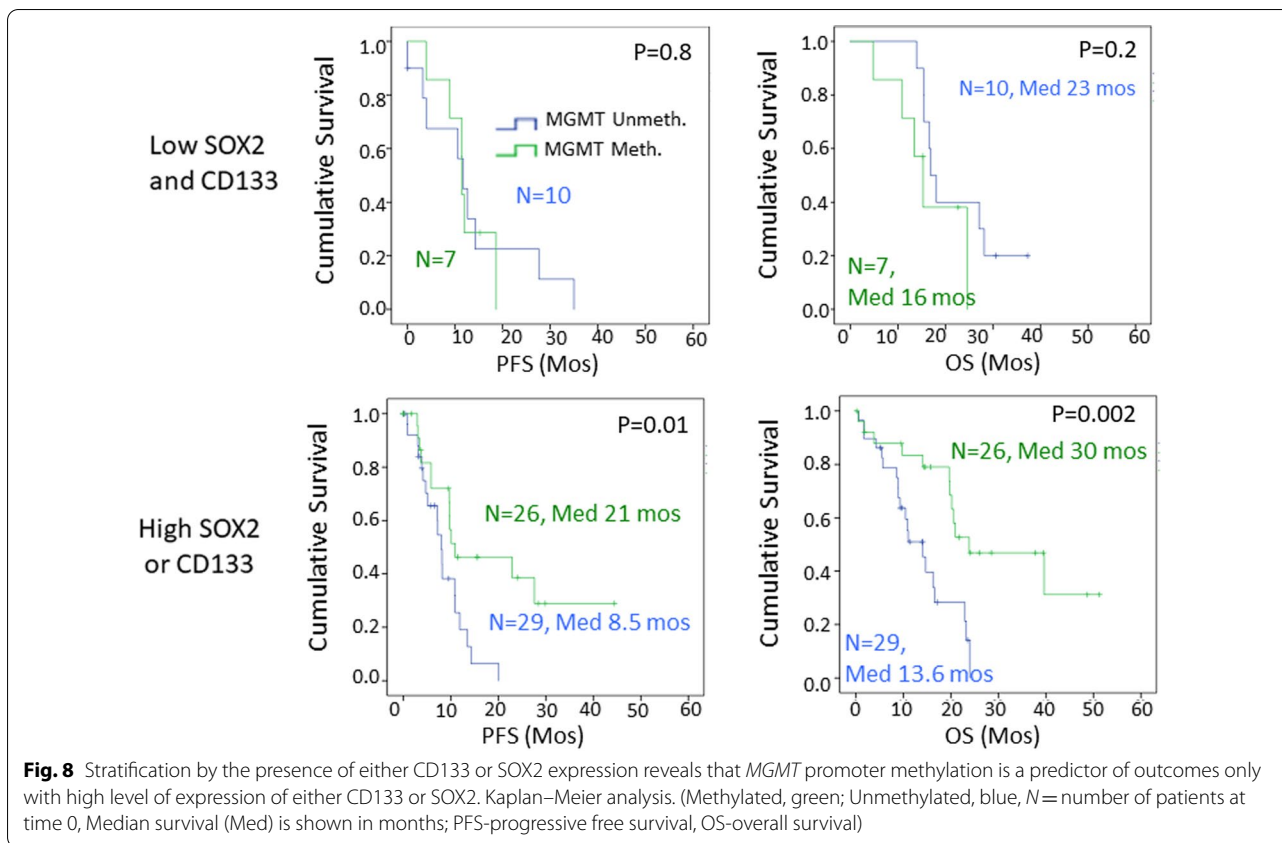 Low SOX2
and CD133
Cumulative Survival
1.0
0.8
0.6
0.4
0.2
0.0
P=0.8
MGMT Unmeth.
MGMT Meth.
N=10
N=7
0 10 20 30 40 50 60
PFS (Mos)
Cumulative Survival
1.0
0.8
0.6
0.4
0.2
0.0
P=0.2
N=10, Med 23 mos
N=7,
Med 16 mos
0 10 20 30 40 50 60
OS (Mos)
High SOX2
or CD133
Cumulative Survival
1.0
0.8
0.6
0.4
0.2
0.0
P=0.01
N=26, Med 21 mos
N=29, Med 8.5 mos
0 10 20 30 40 50 60
PFS (Mos)
Cumulative Survival
1.0
0.8
0.6
0.4
0.2
0.0
P=0.002
N=26, Med 30 mos
N=29,
Med 13.6 mos
0 10 20 30 40 50 60
OS (Mos)
Fig. 8 Stratification by the presence of either CD133 or SOX2 expression reveals that MGMT promoter methylation is a predictor of outcomes only
with high level of expression of either CD133 or SOX2. Kaplan–Meier analysis. (Methylated, green; Unmethylated, blue, N = number of patients at
time 0, Median survival (Med) is shown in months; PFS-progressive free survival, OS-overall survival)